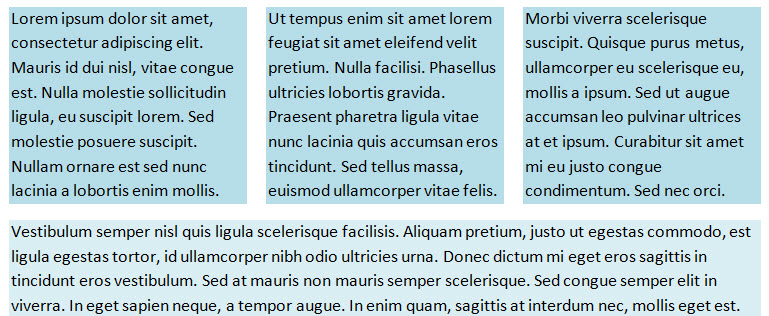 Lorem ipsum dolor sit amet,
consectetur adipiscing elit.
Mauris id dui nisl, vitae congue
est. Nulla molestie sollicitudin
ligula, eu suscipit lorem. Sed
molestie posuere suscipit.
Nullam ornare est sed nunc
lacinia a lobortis enim mollis.
Ut tempus enim sit amet lorem
feugiat sit amet eleifend velit
pretium. Nulla facilisi. Phasellus
ultricies lobortis gravida.
Praesent pharetra ligula vitae
nunc lacinia quis accumsan eros
tincidunt. Sed tellus massa,
euismod ullamcorper vitae felis.
Morbi viverra scelerisque
suscipit. Quisque purus metus,
ullamcorper eu scelerisque eu,
mollis a ipsum. Sed ut augue
accumsan leo pulvinar ultrices
at et ipsum. Curabitur sit amet
mi eu justo congue
condimentum. Sed nec orci.
Vestibulum semper nisl quis ligula scelerisque facilisis. Aliquam pretium, justo ut egestas commodo, est
ligula egestas tortor, id ullamcorper nibh odio ultricies urna. Donec dictum mi eget eros sagittis in
tincidunt eros vestibulum. Sed at mauris non mauris semper scelerisque. Sed congue semper elit in
viverra. In eget sapien neque, a tempor augue. In enim quam, sagittis at interdum nec, mollis eget est.